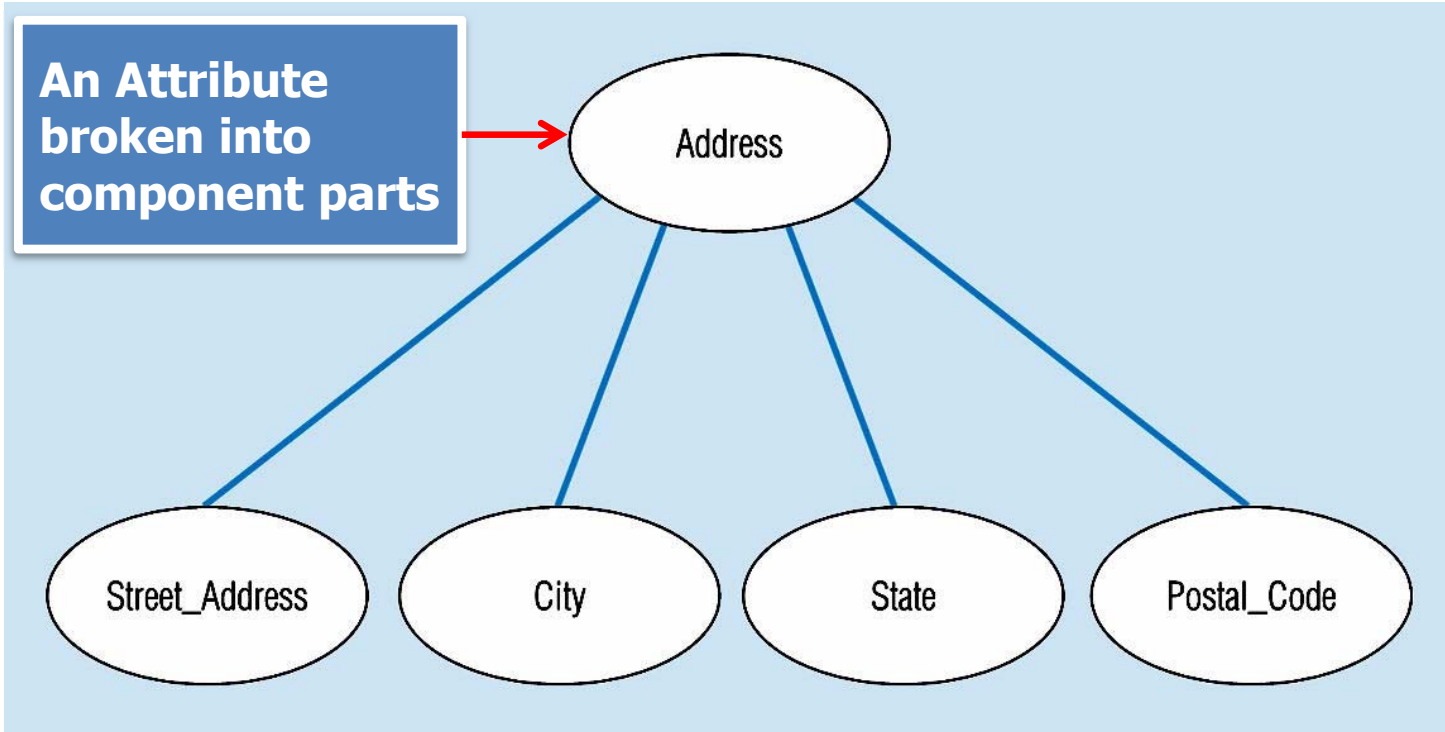 An Attribute
broken into
component parts
Address
Street_Address
City
State
Postal_Code